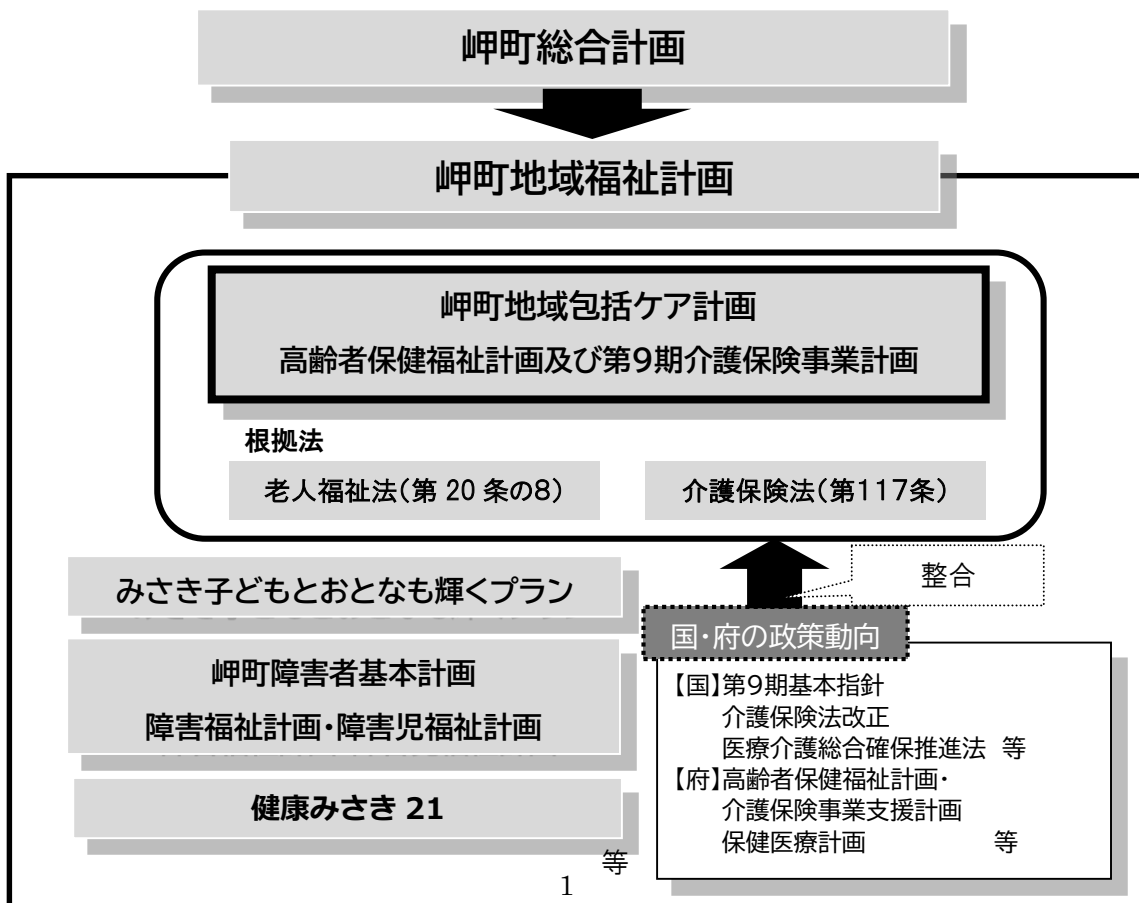 岬町総合計画
岬町地域福祉計画
岬町地域包括ケア計画
高齢者保健福祉計画及び第9期介護保険事業計画
根拠法
老人福祉法(第 20 条の8)
介護保険法(第117条)
整合
みさき子どもとおとなも輝くプラン
岬町障害者基本計画
障害福祉計画・障害児福祉計画
健康みさき 21
等
国・府の政策動向
【国】第9期基本指針
介護保険法改正
医療介護総合確保推進法 等
【府】高齢者保健福祉計画・
介護保険事業支援計画
保健医療計画 等
1